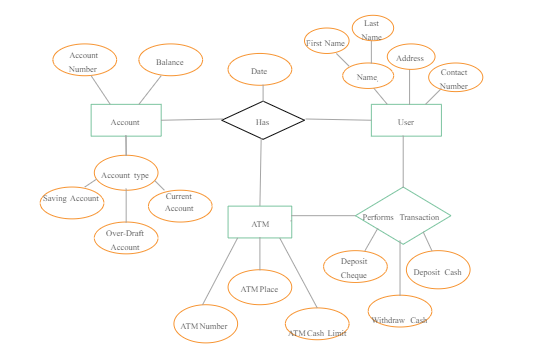 Last
Name
First Name
Account
Number
Balance
Date
Address
Name
Contact
Number
Account
Has
User
Account type
Saving Account
Current
Account
Over-Draft
Account
ATM
Performs Transaction
Deposit
Cheque
Deposit Cash
ATM Place
Withdraw Cash
ATM Number
ATM Cash Limit